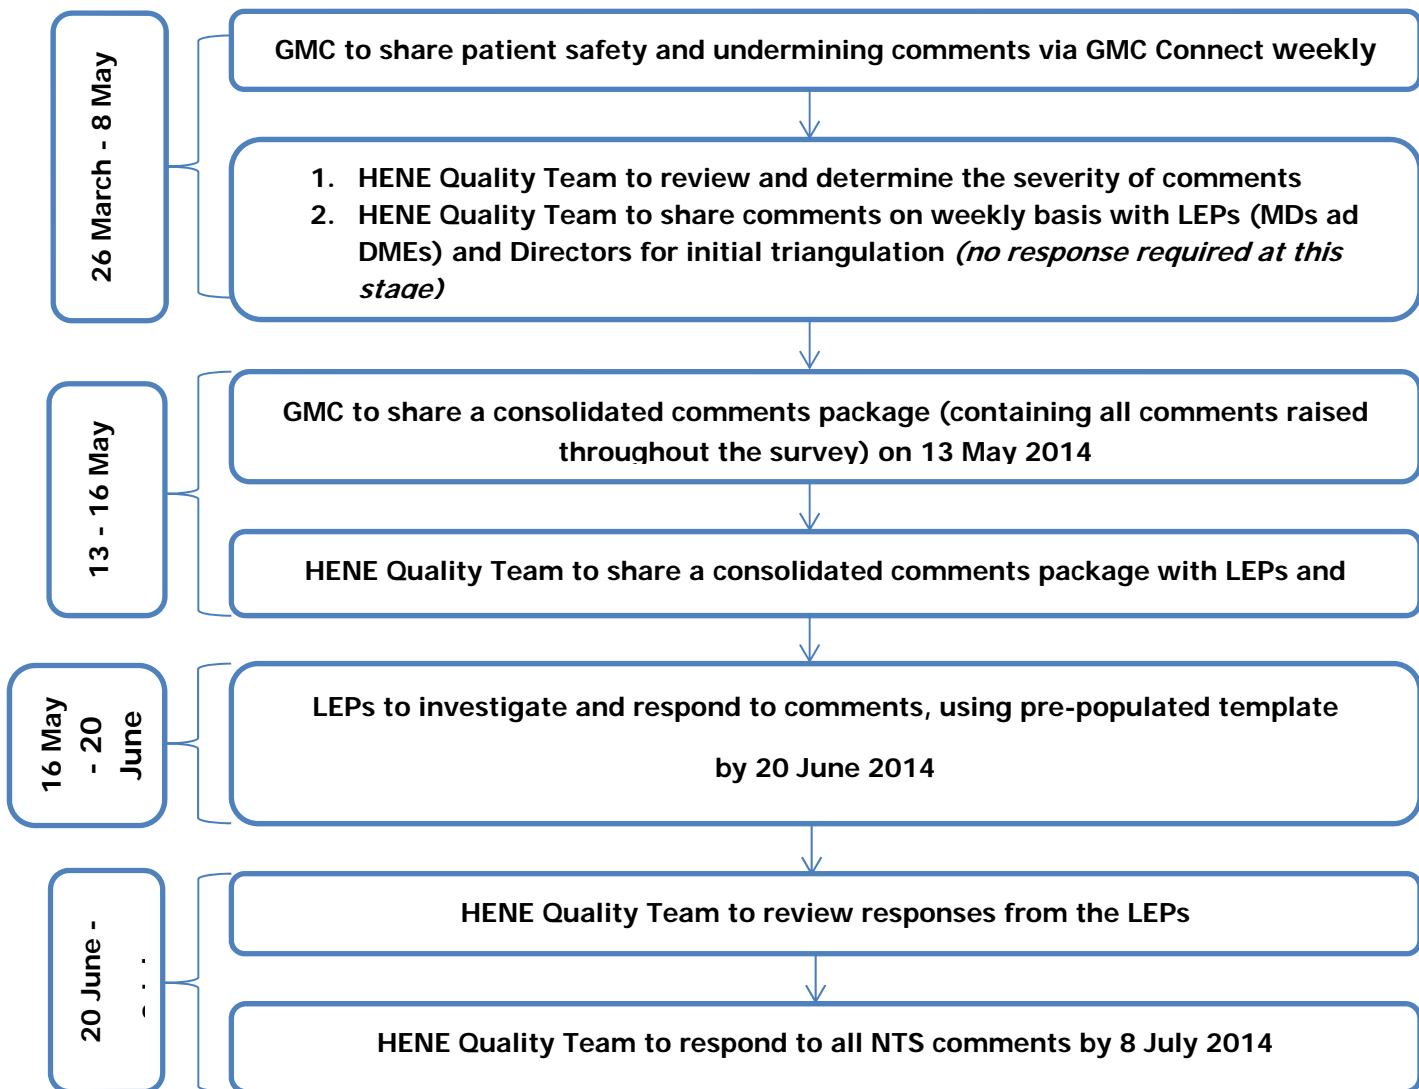 26 March - 8 May
GMC to share patient safety and undermining comments via GMC Connect weekly
1. HENE Quality Team to review and determine the severity of comments
2. HENE Quality Team to share comments on weekly basis with LEPs (MDs ad
DMEs) and Directors for initial triangulation (no response required at this
stage)
13 - 16 May
GMC to share a consolidated comments package (containing all comments raised
throughout the survey) on 13 May 2014
HENE Quality Team to share a consolidated comments package with LEPs and
16 May
- 20
June
LEPs to investigate and respond to comments, using pre-populated template
by 20 June 2014
20 June -
HENE Quality Team to review responses from the LEPs
HENE Quality Team to respond to all NTS comments by 8 July 2014